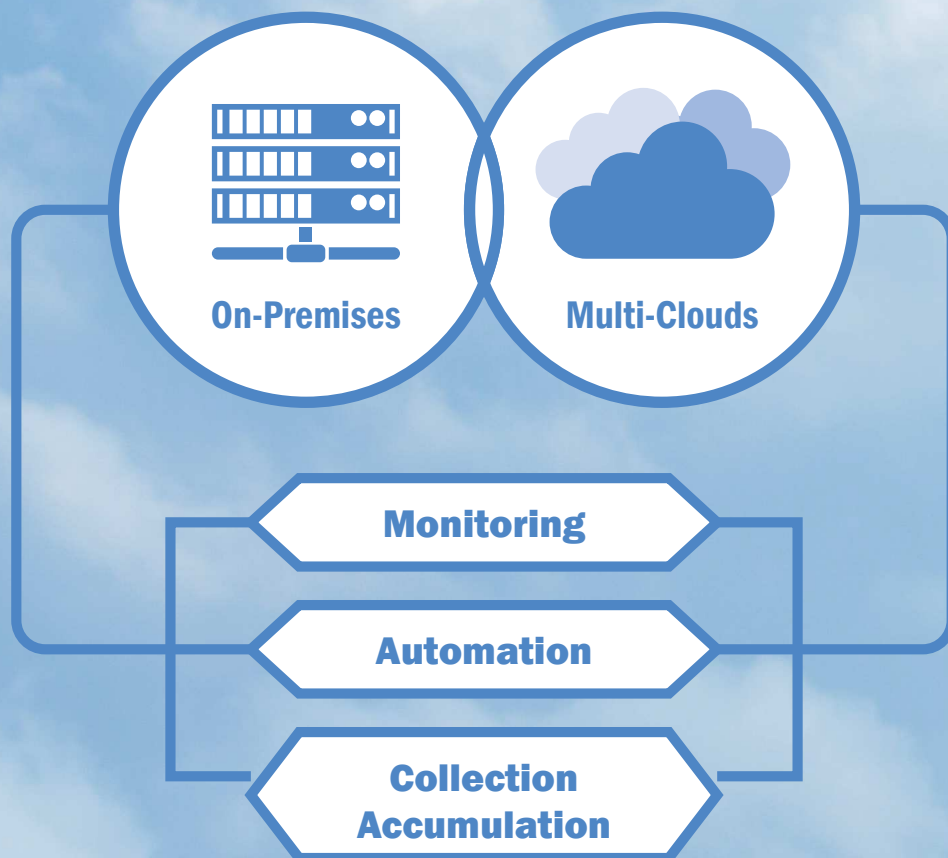 On-Premises
Multi-Clouds
Monitoring
Automation
Collection
Accumulation